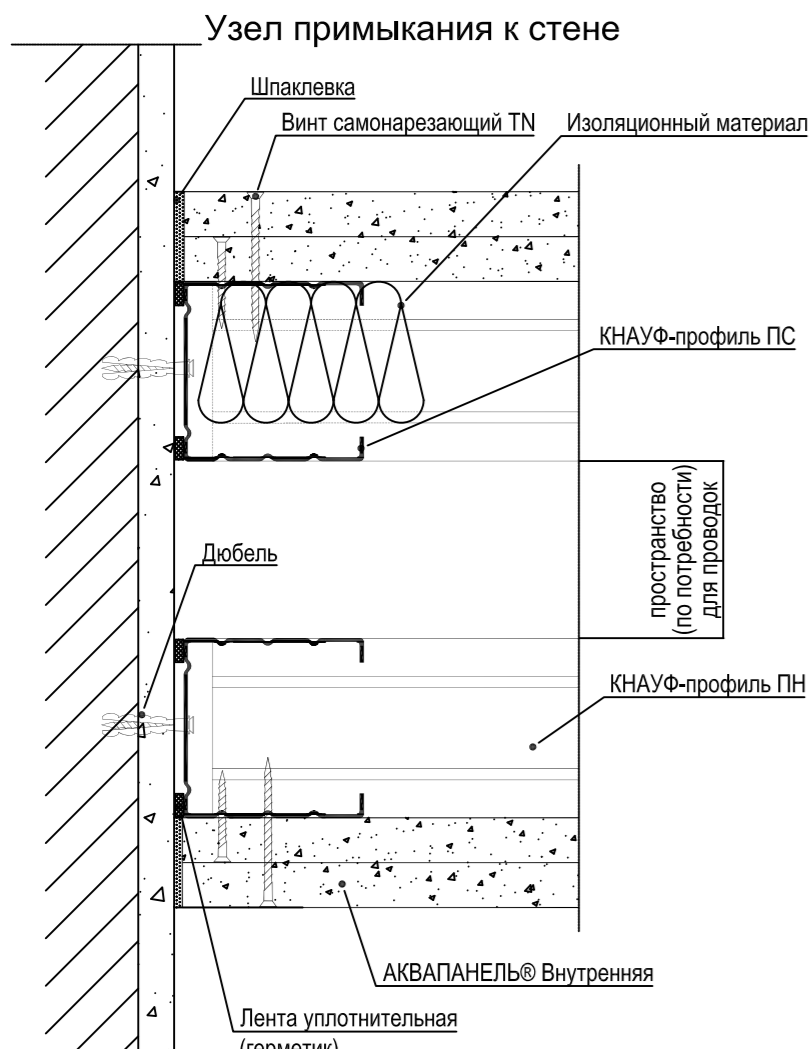 Узел примыкания к стене
Шпаклевка
Винт самонарезающий TN
Изоляционный материал
КНАУФ-профиль ПС
пространство
(по потребности)
для проводок
Дюбель
КНАУФ-профиль ПН
АКВАПАНЕЛЬ® Внутренняя
Лента уплотнительная
(герметик)